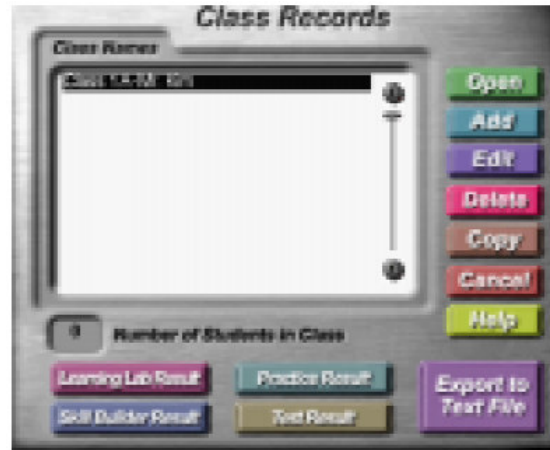 Class Records
Class Names
Class
Open
Add
Edit
Delete
Copy
Cancel
Help
Number of Students in Class
Learning Lab Result
Practice Result
Skill Builder Result
Test Result
Export to
Text File